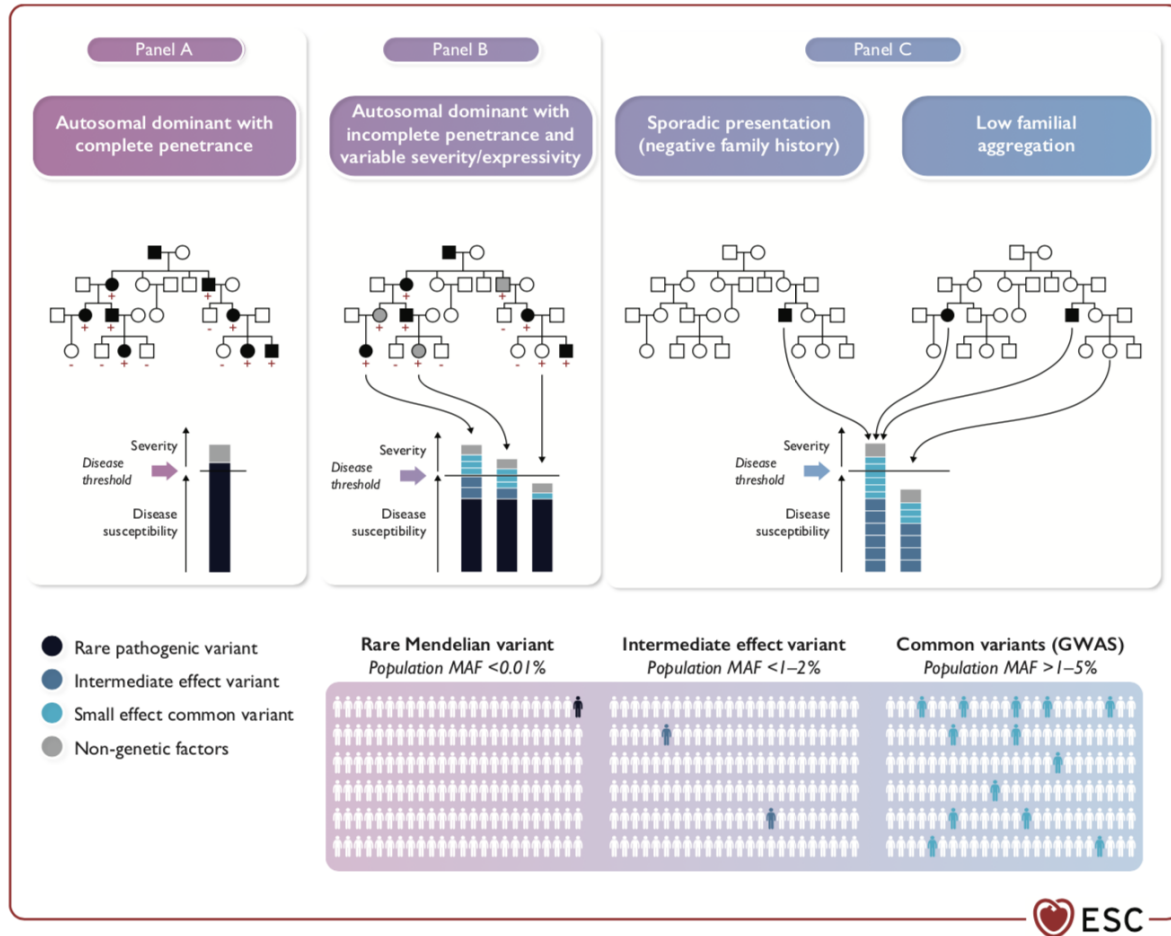 Panel A
Panel B
Panel C
Autosomal dominant with
complete penetrance
Autosomal dominant with
incomplete penetrance and
variable severity/expressivity
Sporadic presentation
(negative family history)
Low familial
aggregation
+ +
+ + - +
- - + - - + +
+ +
+ + - +
+ - + - - + +
Severity
Disease
threshold
Disease
susceptibility
Severity
Disease
threshold
Disease
susceptibility
Severity
Disease
threshold
Disease
susceptibility
Rare pathogenic variant
Intermediate effect variant
Small effect common variant
Non-genetic factors
Rare Mendelian variant
Population MAF <0.01%
Intermediate effect variant
Population MAF <1–2%
Common variants (GWAS)
Population MAF >1–5%
ESC